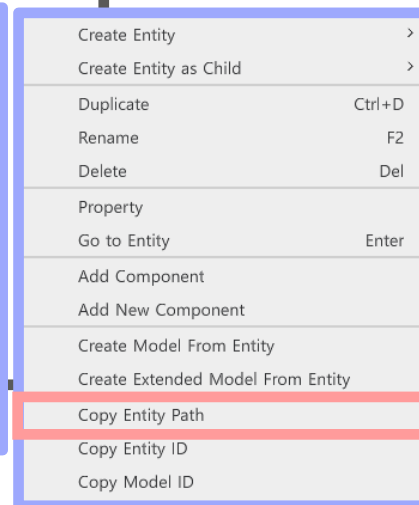 Create Entity >
Create Entity as Child >
Duplicate Ctrl+D
Rename F2
Delete Del
Property
Go to Entity Enter
Add Component
Add New Component
Create Model From Entity
Create Extended Model From Entity
Copy Entity Path
Copy Entity ID
Copy Model ID